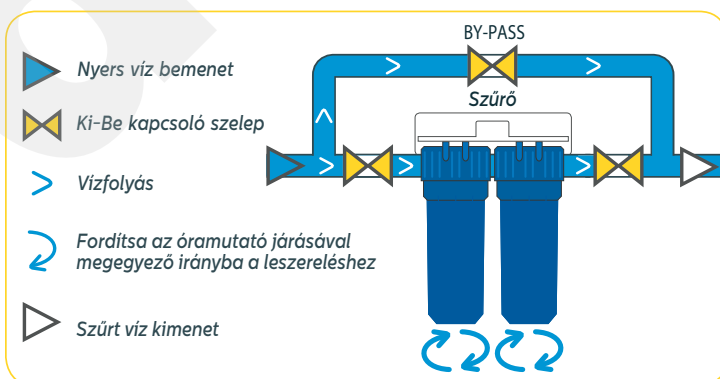 BY-PASS
Szűrő
Nyers víz bemenet
Ki-Be kapcsoló szelep
Vízfolyás
Fordítsa az óramutató járásával
megegyező irányba a leszereléshez
Szűrt víz kimenet